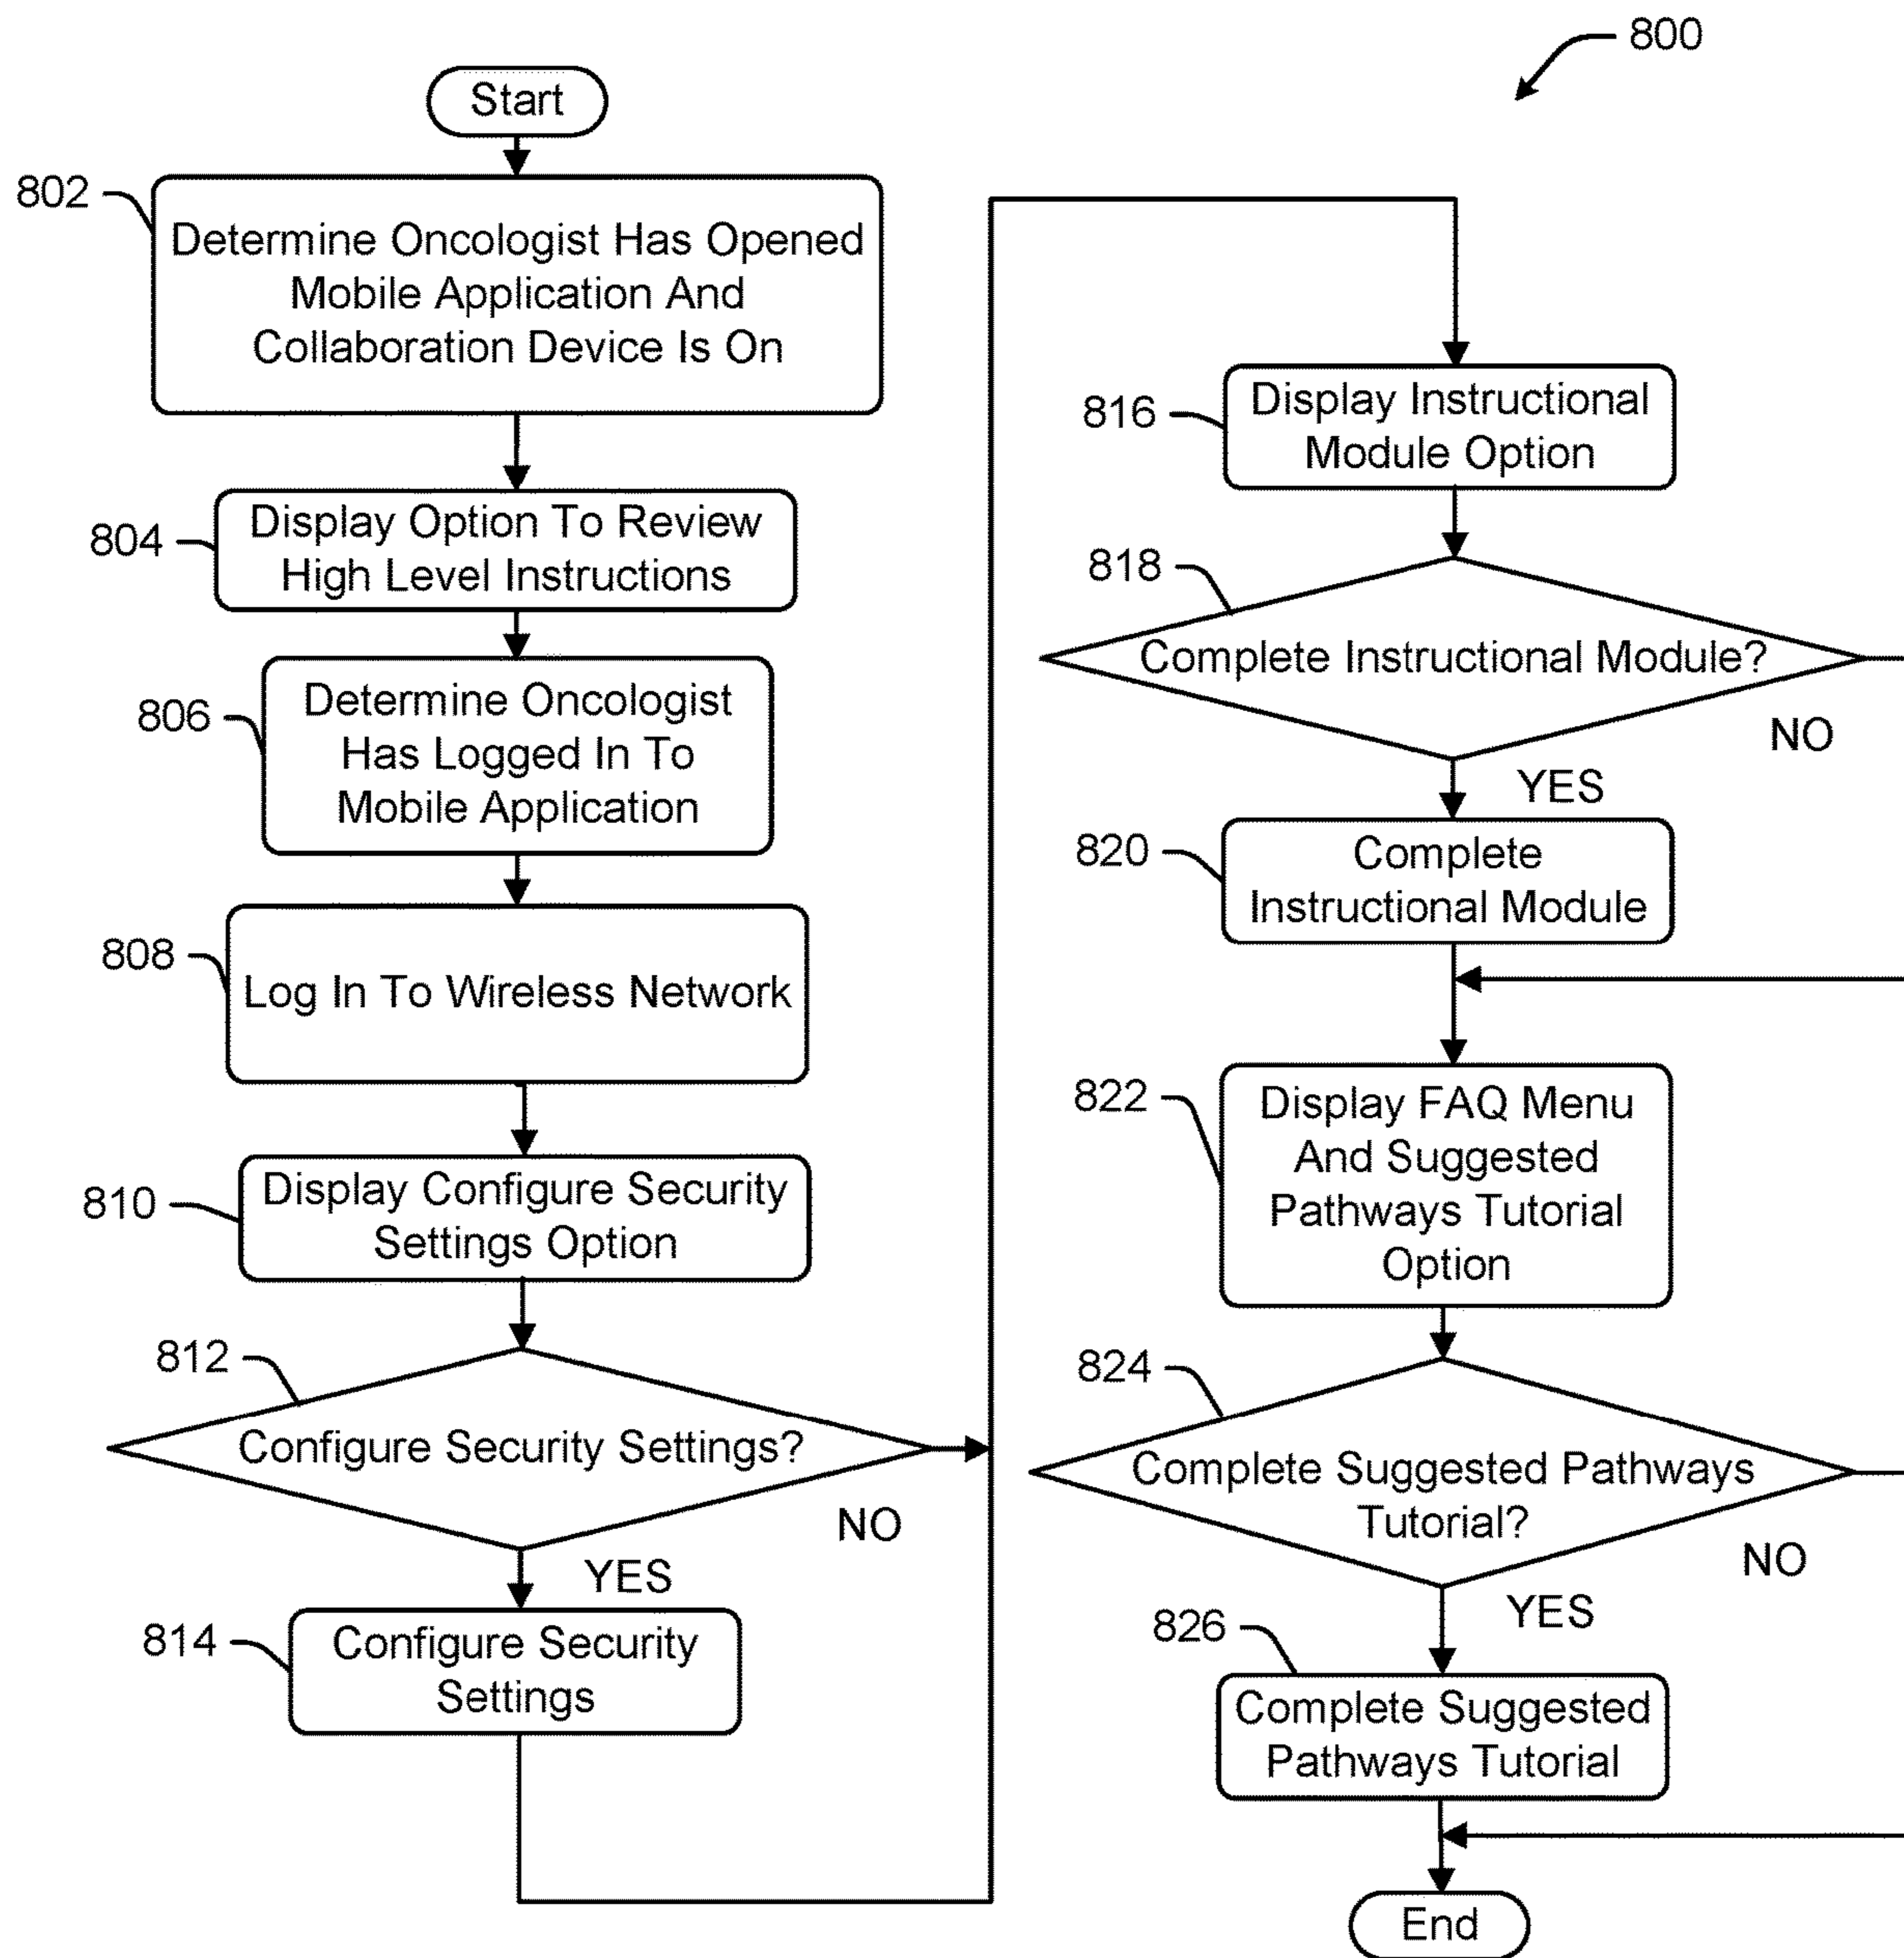 800
Start
802
Determine Oncologist Has Opened
Mobile Application And
Collaboration Device Is On
804
Display Option To Review
High Level Instructions
806
Determine Oncologist
Has Logged In To
Mobile Application
808
Log In To Wireless Network
810
Display Configure Security
Settings Option
812
Configure Security Settings?
NO
YES
814
Configure Security
Settings
816
Display Instructional
Module Option
818
Complete Instructional Module?
NO
YES
820
Complete
Instructional Module
822
Display FAQ Menu
And Suggested
Pathways Tutorial
Option
824
Complete Suggested Pathways
Tutorial?
NO
YES
826
Complete Suggested
Pathways Tutorial
End